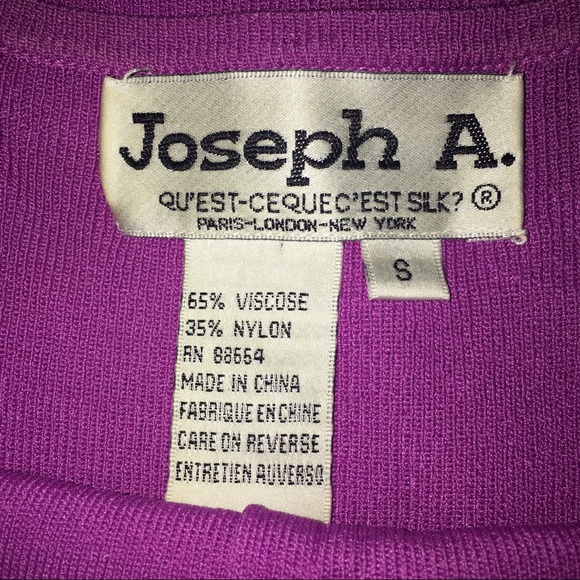 Joseph A.
QU'EST-CEQUEC'EST SILK? ®
PARIS-LONDON-NEW YORK
S
65% VISCOSE
35% NYLON
RN 88664
MADE IN CHINA
FABRIQUE EN CHINE
CARE ON REVERSE
ENTRETIEN AUVERSO